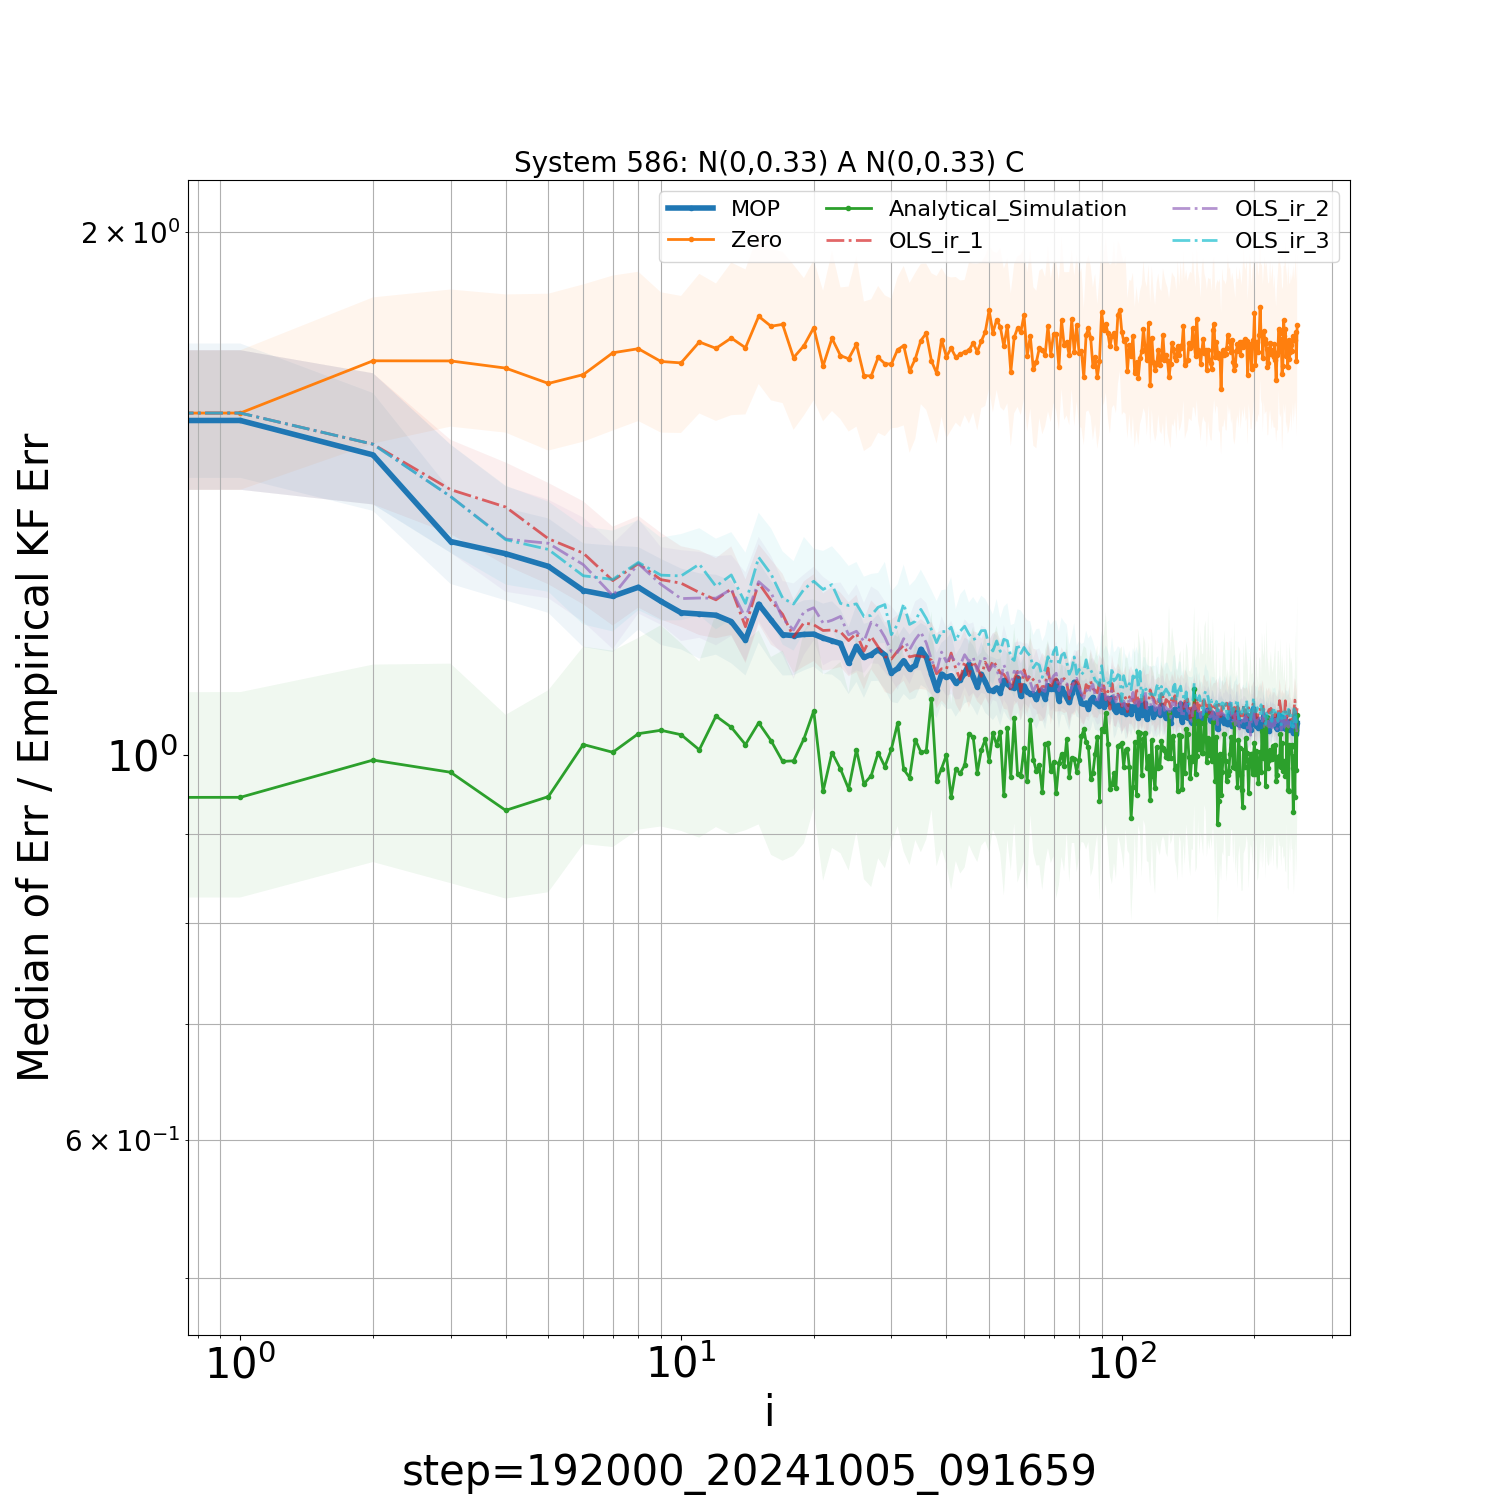 System 586: N(0,0.33) A N(0,0.33) C
MOP
Zero
Analytical_Simulation
OLS_ir_1
OLS_ir_2
OLS_ir_3
Median of Err / Empirical KF Err
2 × 10⁰
10⁰
6 × 10⁻¹
10⁰
10¹
10²
i
step=192000_20241005_091659